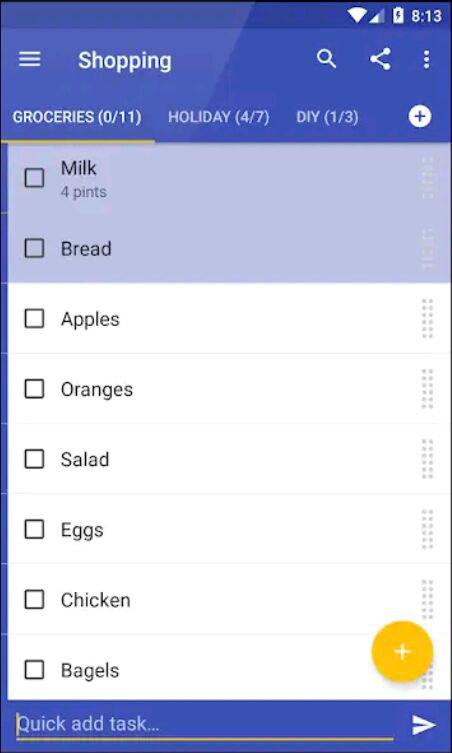 8:13
Shopping
GROCERIES (0/11) HOLIDAY (4/7) DIY (1/3)
Milk
4 pints
Bread
Apples
Oranges
Salad
Eggs
Chicken
Bagels
Quick add task...